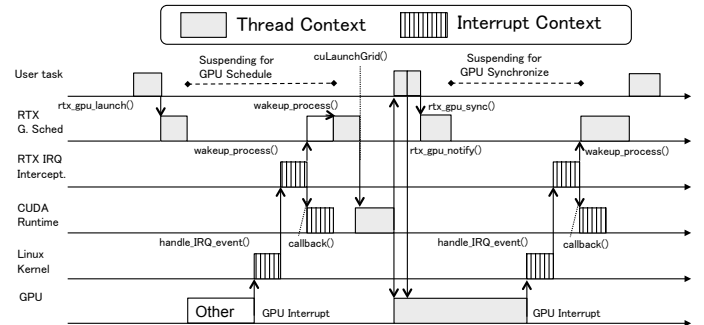 Thread Context Interrupt Context
Suspending for
GPU Schedule
cuLaunchGrid()
Suspending for
GPU Synchronize
User task
rtx_gpu_launch()
wakeup_process()
rtx_gpu_sync()
RTX
G. Sched
wakeup_process()
rtx_gpu_notify()
wakeup_process()
RTX IRQ
Intercept.
CUDA
Runtime
handle_IRQ_event()
callback()
handle_IRQ_event()
callback()
Linux
Kernel
GPU
Other
GPU Interrupt
GPU Interrupt